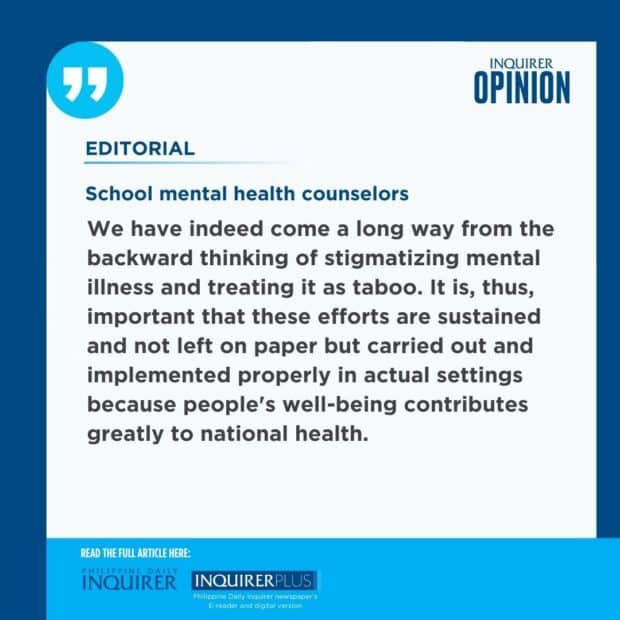 INQUIRER
OPINION
EDITORIAL
School mental health counselors
We have indeed come a long way from the
backward thinking of stigmatizing mental
illness and treating it as taboo. It is, thus,
important that these efforts are sustained
and not left on paper but carried out and
implemented properly in actual settings
because people's well-being contributes
greatly to national health.
READ THE FULL ARTICLE HERE:
PHILIPPINE DAILY
INQUIRER
INQUIRERPLUS
Philippine Daily Inquirer newspaper's
E-reader and digital version